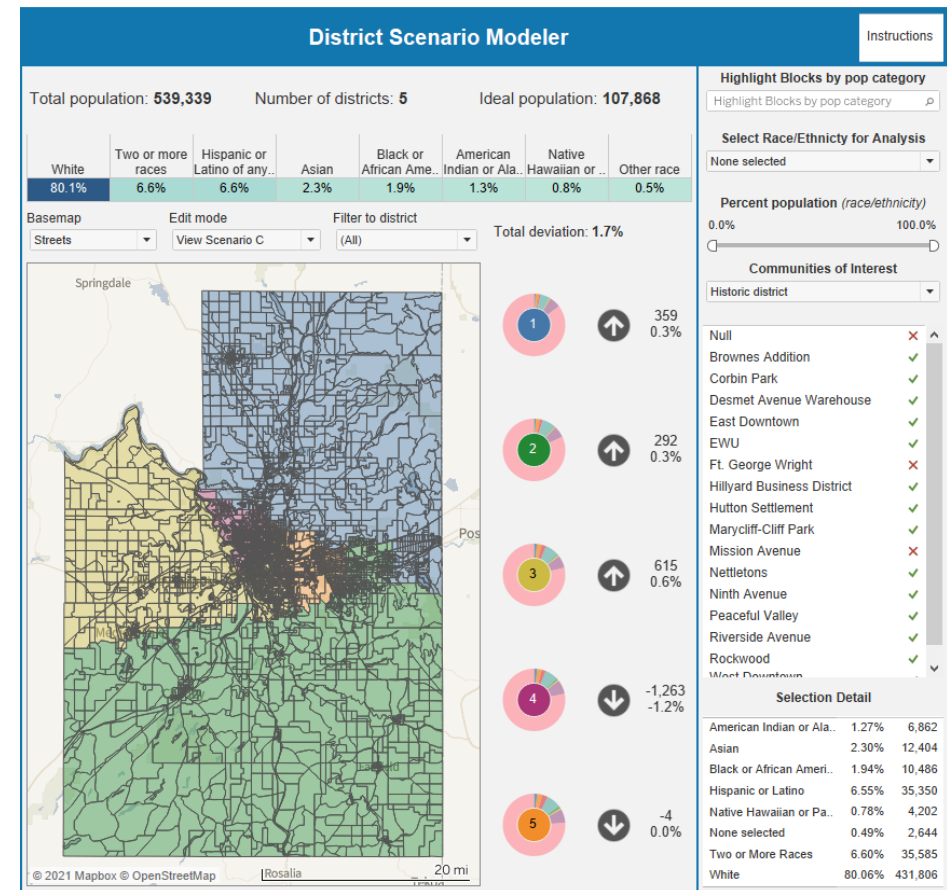 District Scenario Modeler
Instructions
Total population: 539,339 Number of districts: 5 Ideal population: 107,868
White
Two or more races
Hispanic or Latino of any..
Asian
Black or African Ame..
American Indian or Ala..
Native Hawaiian or ..
Other race
80.1% 6.6% 6.6% 2.3% 1.9% 1.3% 0.8% 0.5%
Basemap
Streets
Edit mode
View Scenario C
Filter to district
(All)
Total deviation: 1.7%
Springdale
Pos
Rosalia
© 2021 Mapbox © OpenStreetMap
20 mi
1
359
0.3%
2
292
0.3%
3
615
0.6%
4
-1,263
-1.2%
5
-4
0.0%
Highlight Blocks by pop category
Highlight Blocks by pop category
Select Race/Ethnicty for Analysis
None selected
Percent population (race/ethnicity)
0.0% 100.0%
Communities of Interest
Historic district
Null
Brownes Addition
Corbin Park
Desmet Avenue Warehouse
East Downtown
EWU
Ft. George Wright
Hillyard Business District
Hutton Settlement
Marycliff-Cliff Park
Mission Avenue
Nettletons
Ninth Avenue
Peaceful Valley
Riverside Avenue
Rockwood
West Downtown
Selection Detail
American Indian or Ala.. 1.27% 6,862
Asian 2.30% 12,404
Black or African Ameri.. 1.94% 10,486
Hispanic or Latino 6.55% 35,350
Native Hawaiian or Pa.. 0.78% 4,202
None selected 0.49% 2,644
Two or More Races 6.60% 35,585
White 80.06% 431,806